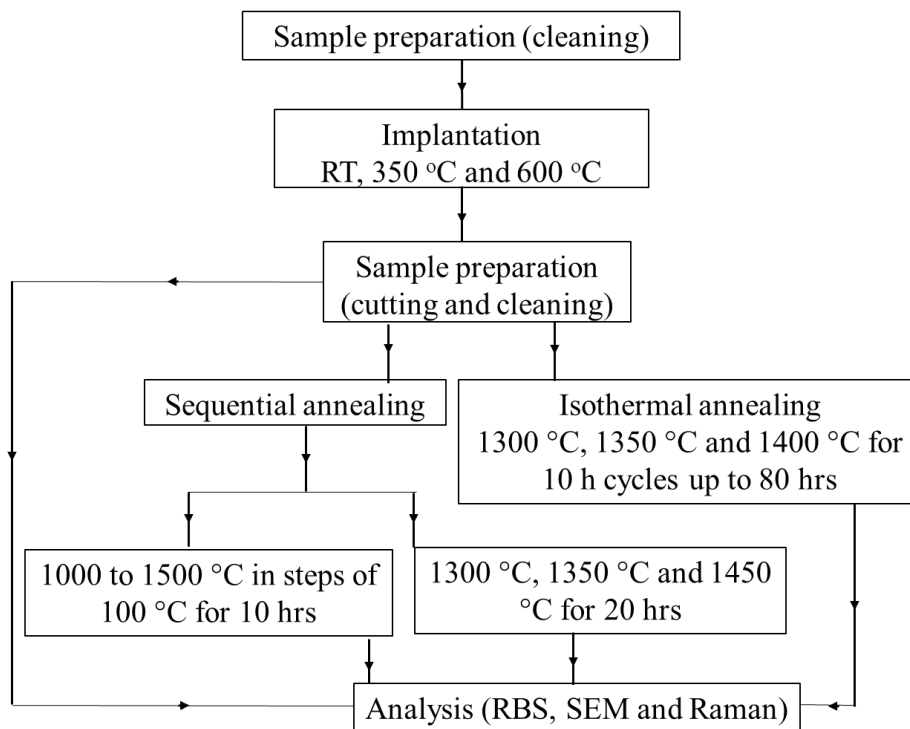 Sample preparation (cleaning)
Implantation
RT, 350 °C and 600 °C
Sample preparation
(cutting and cleaning)
Sequential annealing
Isothermal annealing
1300 °C, 1350 °C and 1400 °C for
10 h cycles up to 80 hrs
1000 to 1500 °C in steps of
100 °C for 10 hrs
1300 °C, 1350 °C and 1450
°C for 20 hrs
Analysis (RBS, SEM and Raman)